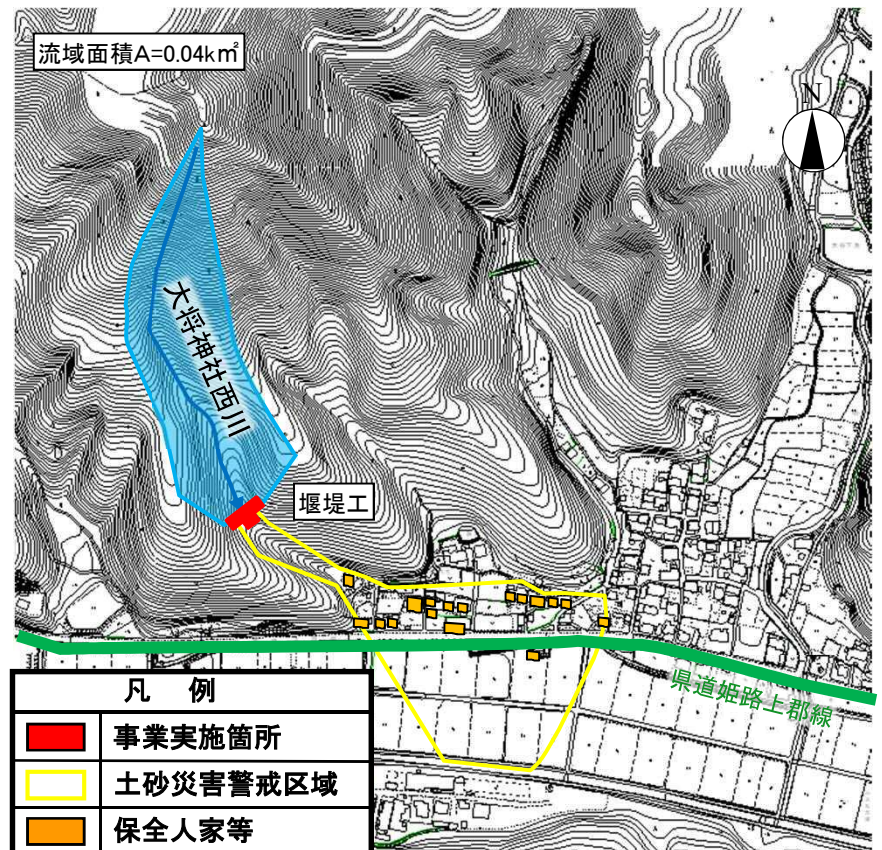 流域面積A=0.04k㎡
N
大将神社西川
堰堤工
県道姫路上郡線
凡 例
事業実施箇所
土砂災害警戒区域
保全人家等